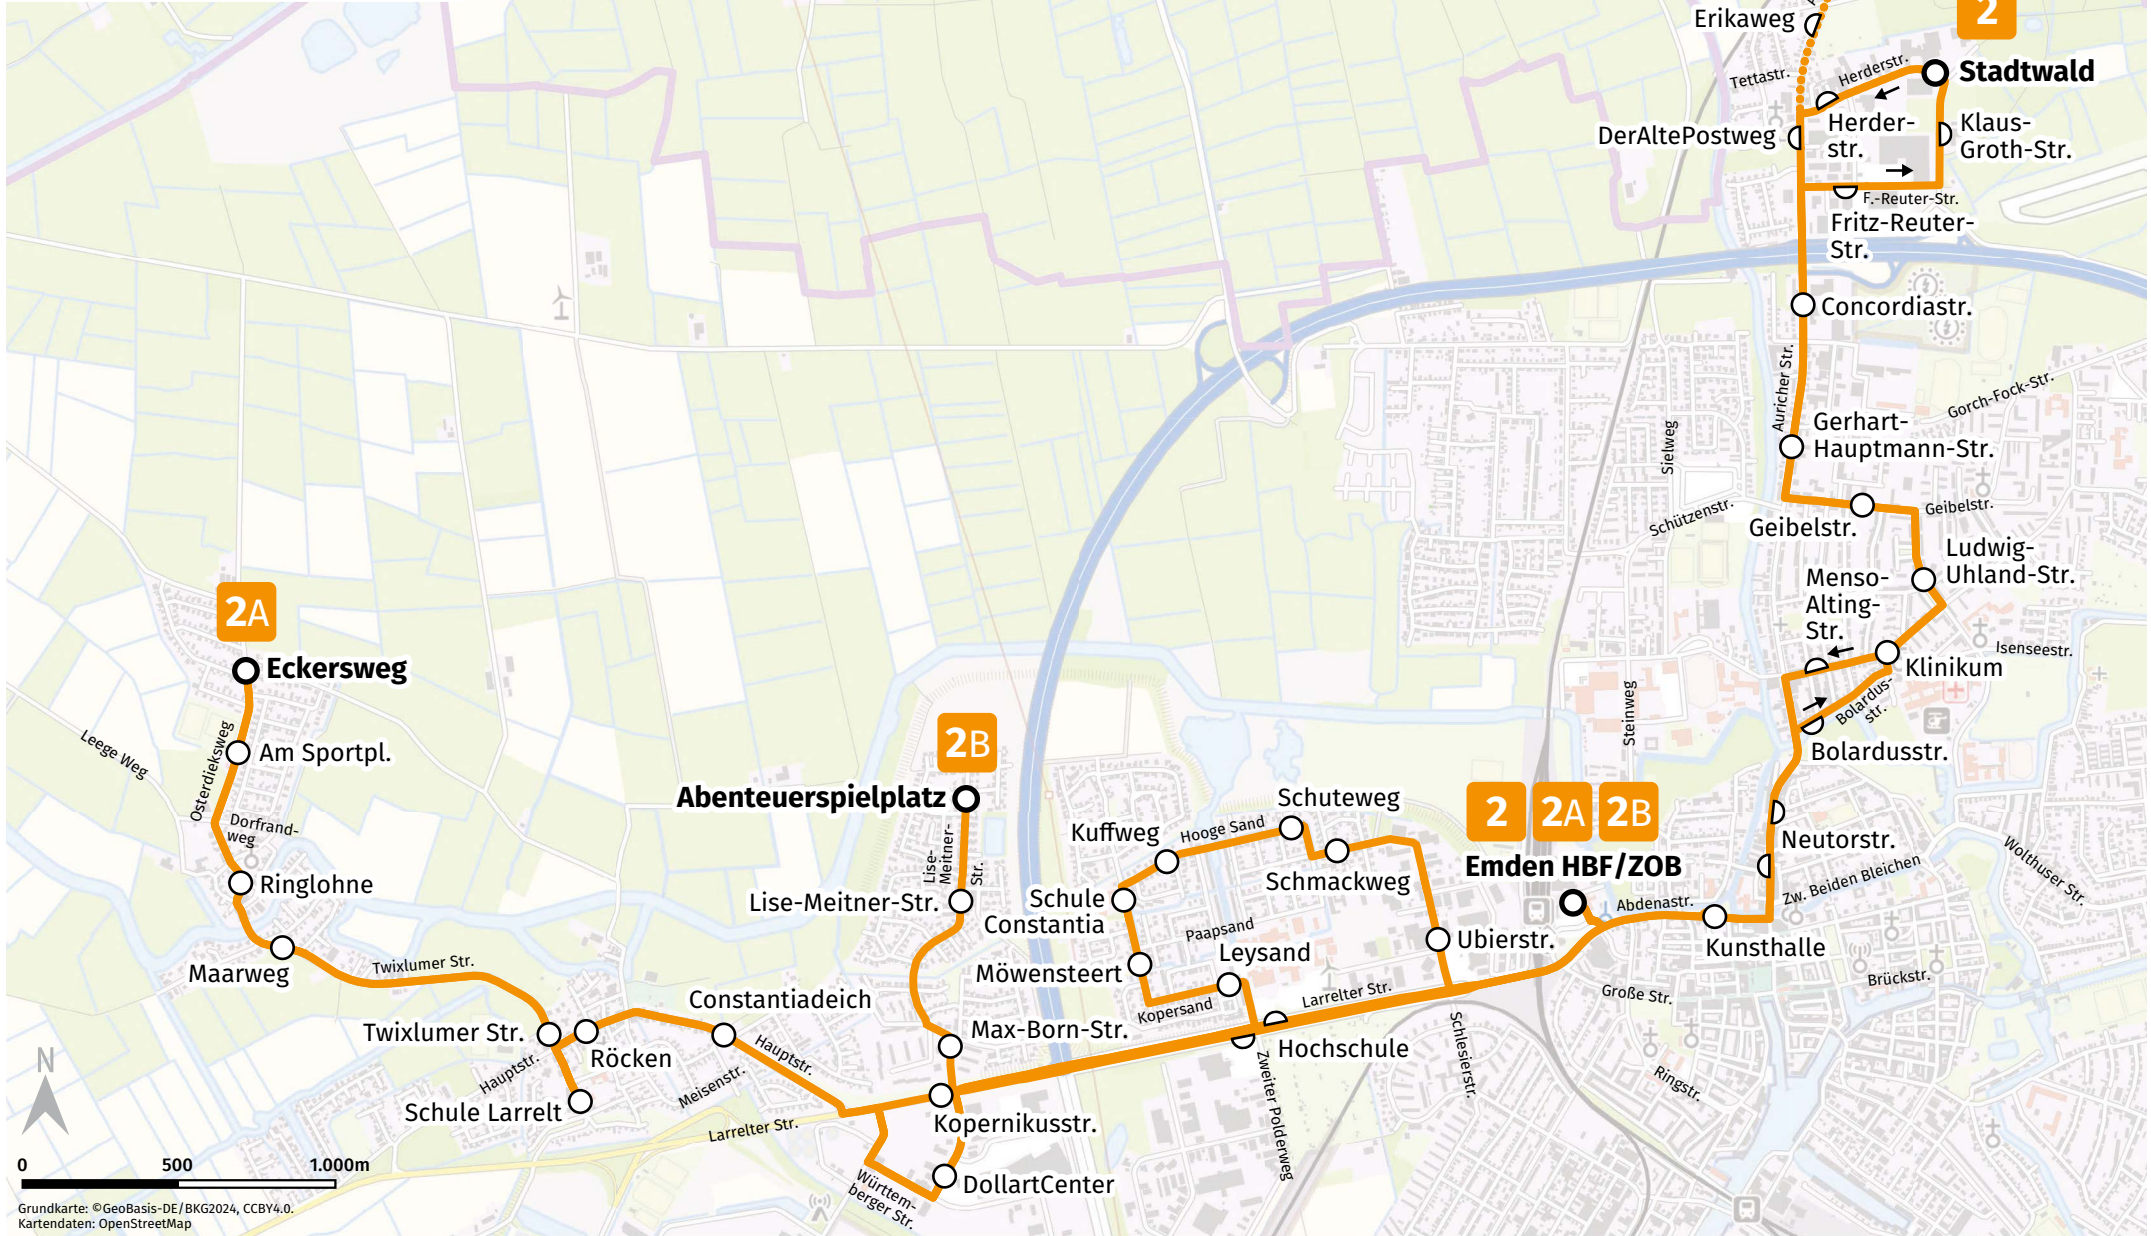 Erikaweg
2
Tettastr.
Herderstr.
Stadtwald
DerAltePostweg
Herder-
str.
Klaus-
Groth-Str.
F.-Reuter-Str.
Fritz-Reuter-
Str.
Concordiastr.
Auricher Str.
Gorch-Fock-Str.
Gerhart-
Hauptmann-Str.
Sielweg
Schützenstr.
Geibelstr.
Geibelstr.
Ludwig-
Uhland-Str.
Menso-
Alting-
Str.
Isenseestr.
Klinikum
Bolardus-
str.
Bolardusstr.
Steinweg
2A
Eckersweg
Leege Weg
Osterdieksweg
Am Sportpl.
Dorfrand-
weg
Ringlohne
Maarweg
Twixlumer Str.
2B
Abenteuerspielplatz
Lise-
Meitner-
Str.
Lise-Meitner-Str.
Kuffweg
Hooge Sand
Schuteweg
Schmackweg
Schule
Constantia
Paapsand
Möwensteert
Leysand
Kopersand
Ubierstr.
2 2A 2B
Emden HBF/ZOB
Abdenastr.
Neutorstr.
Zw. Beiden Bleichen
Wolthuser Str.
Kunsthalle
Brückstr.
Große Str.
Larrelter Str.
Constantiadeich
Twixlumer Str.
Röcken
Hauptstr.
Hauptstr.
Meisenstr.
Max-Born-Str.
Hochschule
Schlesierstr.
Ringstr.
Zweiter Polderweg
Schule Larrelt
Larrelter Str.
Kopernikusstr.
DollartCenter
Württem-
berger Str.
N
0 500 1.000m
Grundkarte: ©GeoBasis-DE/BKG2024, CCBY4.0.
Kartendaten: OpenStreetMap